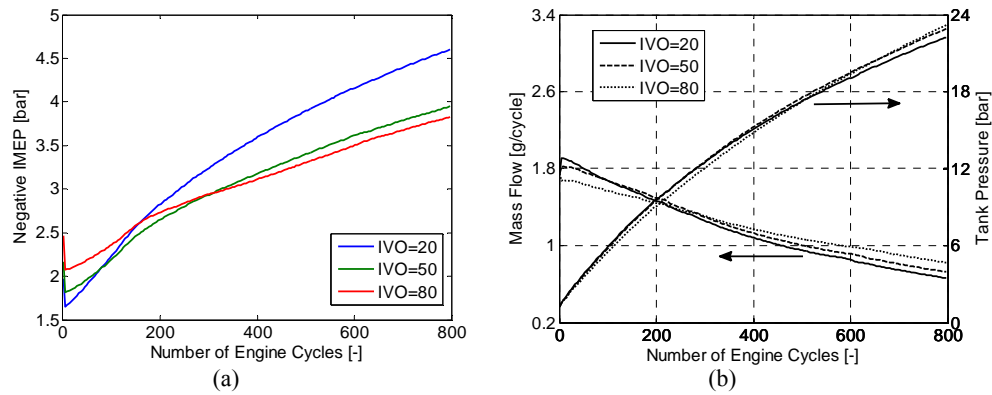 5
4.5
4
3.5
3
2.5
2
1.5
Negative IMEP [bar]
0 200 400 600 800
Number of Engine Cycles [-]
IVO=20
IVO=50
IVO=80
(a)
3.4
2.6
1.8
1
0.2
Mass Flow [g/cycle]
IVO=20
IVO=50
IVO=80
24
18
12
6
0
Tank Pressure [bar]
0 200 400 600 800
Number of Engine Cycles [-]
(b)